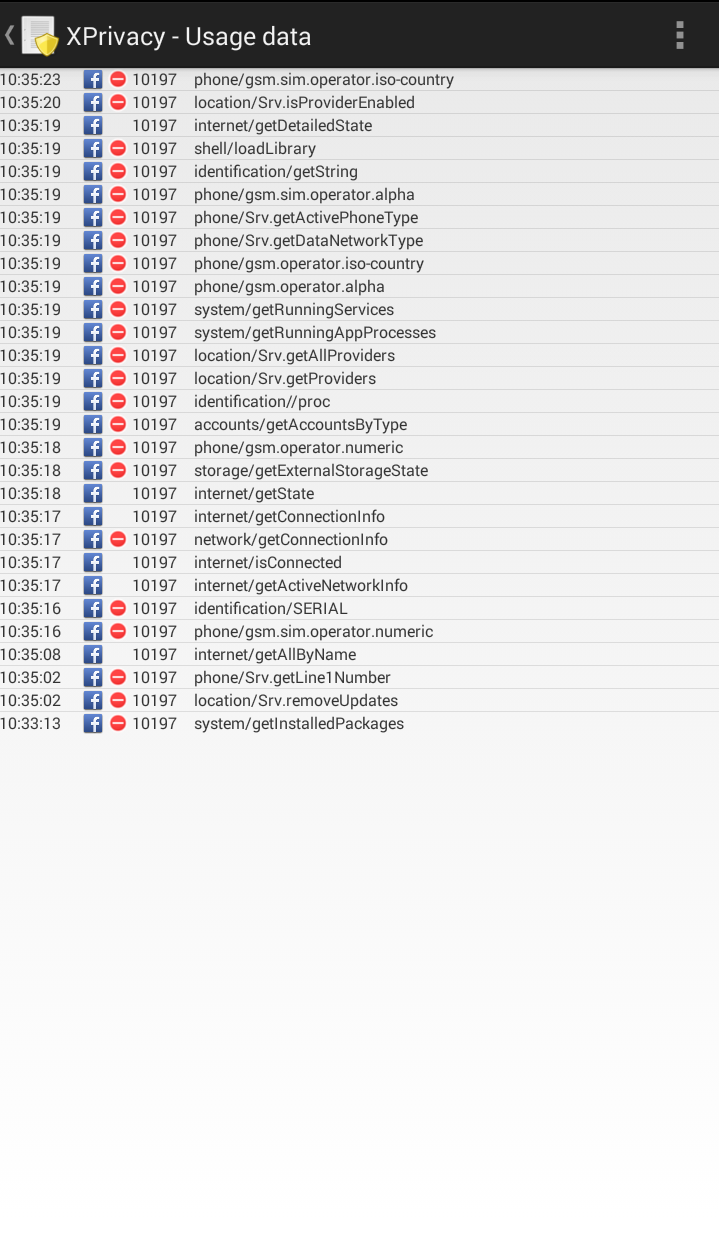 XPrivacy - Usage data
10:35:23 10197 phone/gsm.sim.operator.iso-country
10:35:20 10197 location/Srv.isProviderEnabled
10:35:19 10197 internet/getDetailedState
10:35:19 10197 shell/loadLibrary
10:35:19 10197 identification/getString
10:35:19 10197 phone/gsm.sim.operator.alpha
10:35:19 10197 phone/Srv.getActivePhoneType
10:35:19 10197 phone/Srv.getDataNetworkType
10:35:19 10197 phone/gsm.operator.iso-country
10:35:19 10197 phone/gsm.operator.alpha
10:35:19 10197 system/getRunningServices
10:35:19 10197 system/getRunningAppProcesses
10:35:19 10197 location/Srv.getAllProviders
10:35:19 10197 location/Srv.getProviders
10:35:19 10197 identification//proc
10:35:19 10197 accounts/getAccountsByType
10:35:18 10197 phone/gsm.operator.numeric
10:35:18 10197 storage/getExternalStorageState
10:35:18 10197 internet/getState
10:35:17 10197 internet/getConnectionInfo
10:35:17 10197 network/getConnectionInfo
10:35:17 10197 internet/isConnected
10:35:17 10197 internet/getActiveNetworkInfo
10:35:16 10197 identification/SERIAL
10:35:16 10197 phone/gsm.sim.operator.numeric
10:35:08 10197 internet/getAllByName
10:35:02 10197 phone/Srv.getLine1Number
10:35:02 10197 location/Srv.removeUpdates
10:33:13 10197 system/getInstalledPackages